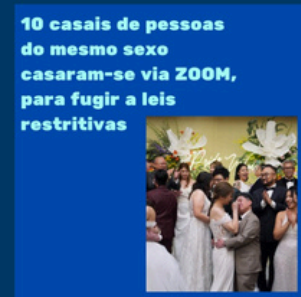 10 casais de pessoas
do mesmo sexo
casaram-se via ZOOM,
para fugir a leis
restritivas